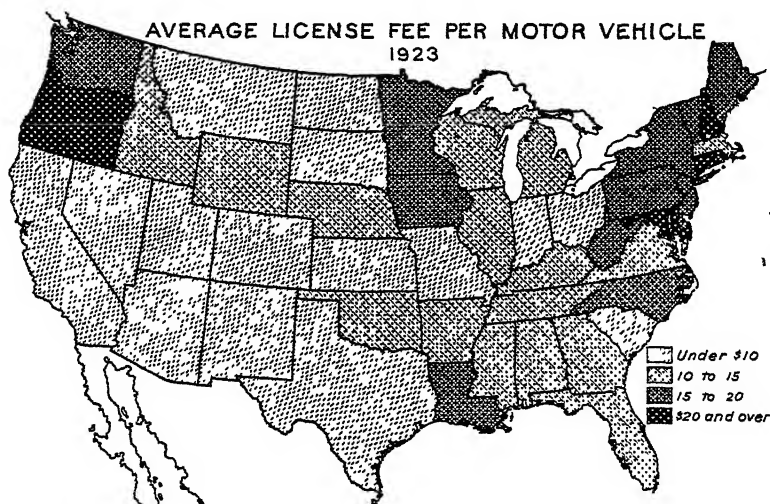 AVERAGE LICENSE FEE PER MOTOR VEHICLE
1923
Under $10
10 to 15
15 to 20
$20 and over